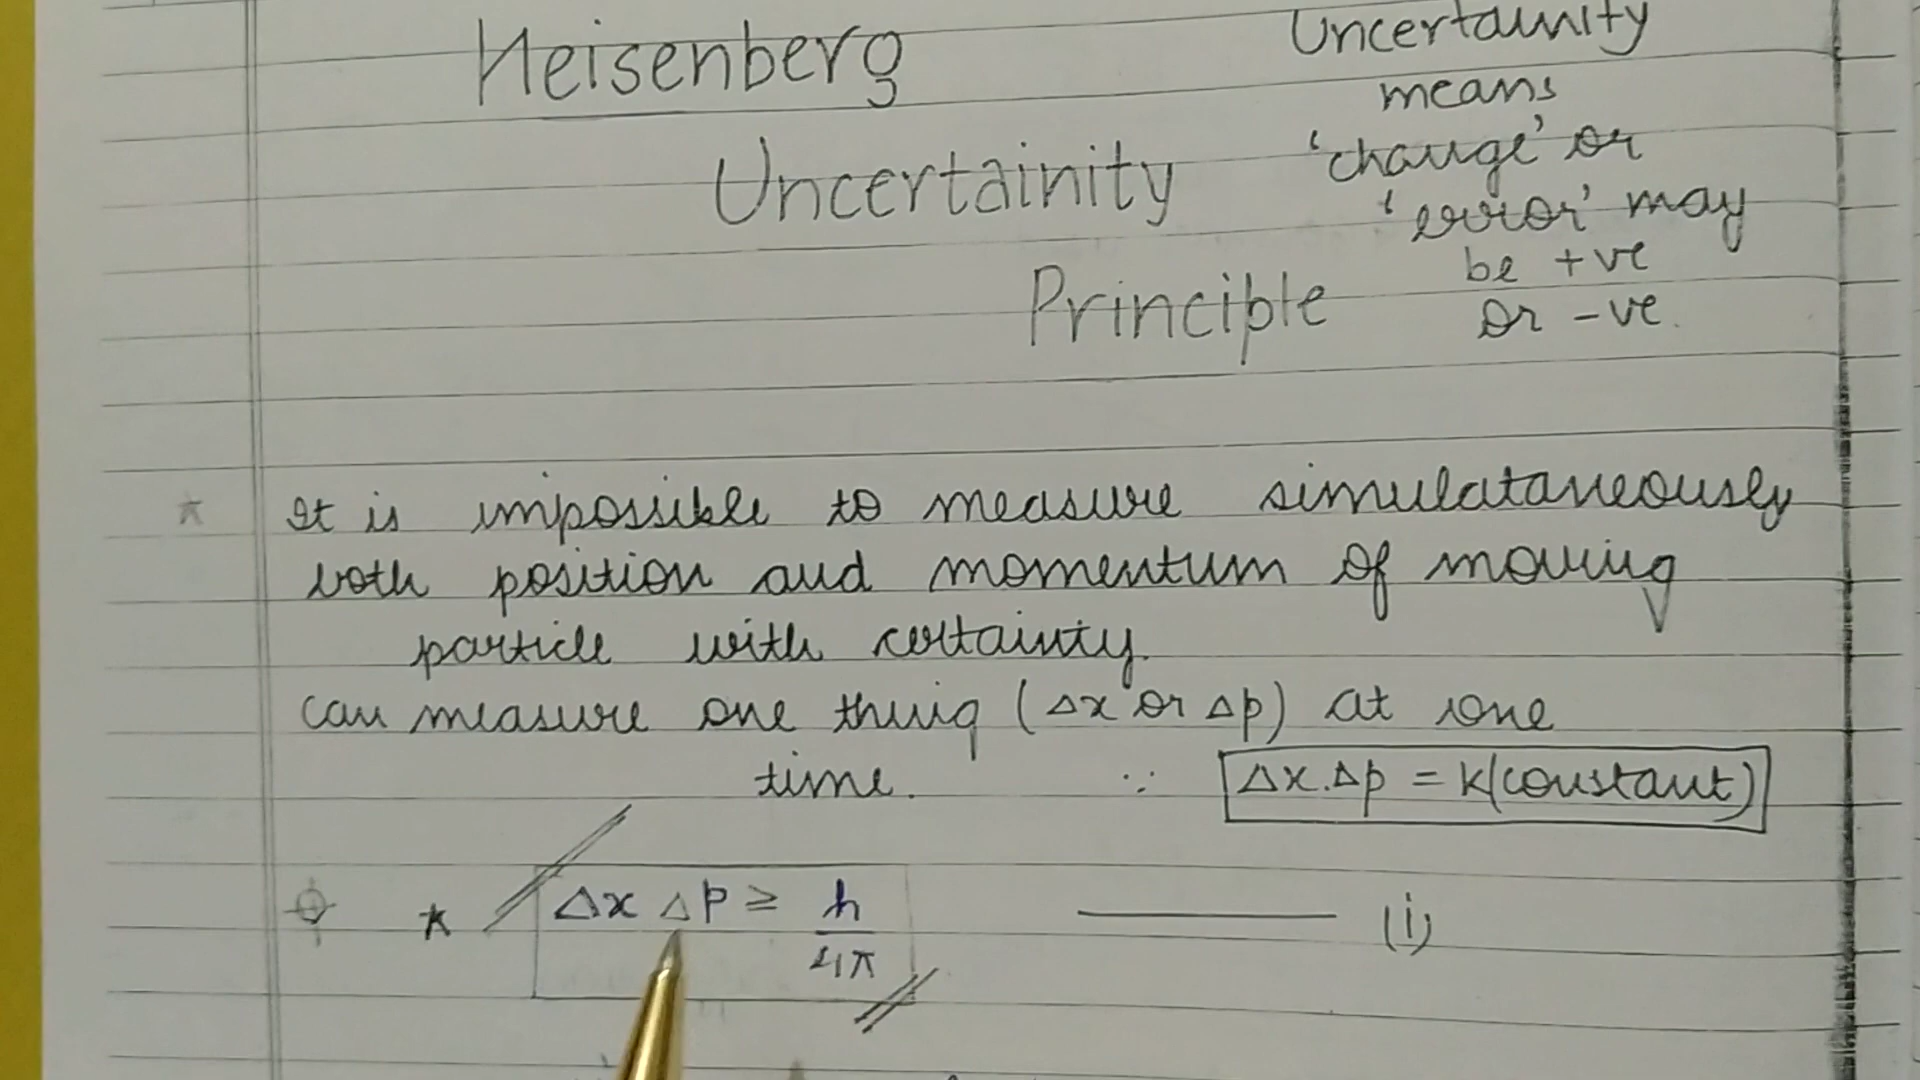 Heisenberg
Uncertainity
Principle
Uncertainity
means
'change' or
'error' may
be +ve
or -ve.
* It is impossible to measure simulataneously
both position and momentum of moving
particle with certainty.
can measure one thing (Δx or Δp) at one
time. ∵ Δx.Δp = K(constant)
* Δx Δp ≥ h/4π (i)